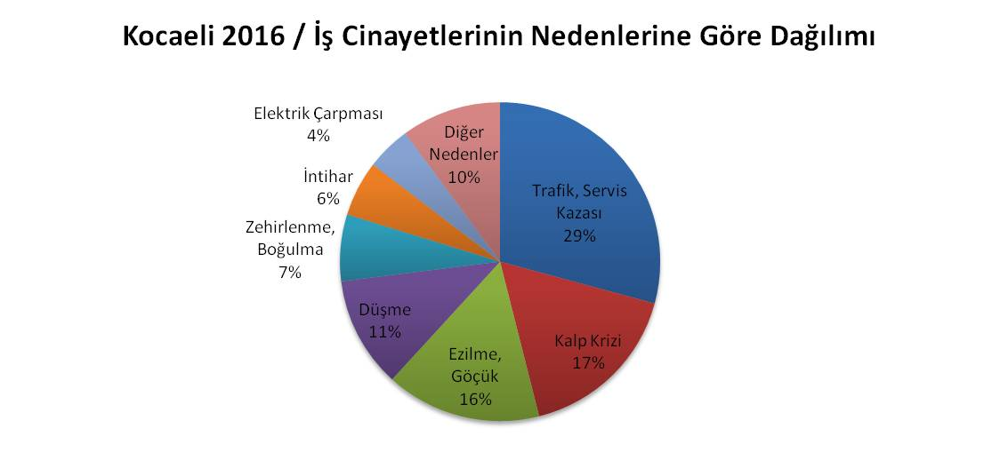 Kocaeli 2016 / İş Cinayetlerinin Nedenlerine Göre Dağılımı
Elektrik Çarpması
4%
Diğer
Nedenler
10%
İntihar
6%
Trafik, Servis
Kazası
29%
Zehirlenme,
Boğulma
7%
Düşme
11%
Kalp Krizi
17%
Ezilme,
Göçük
16%